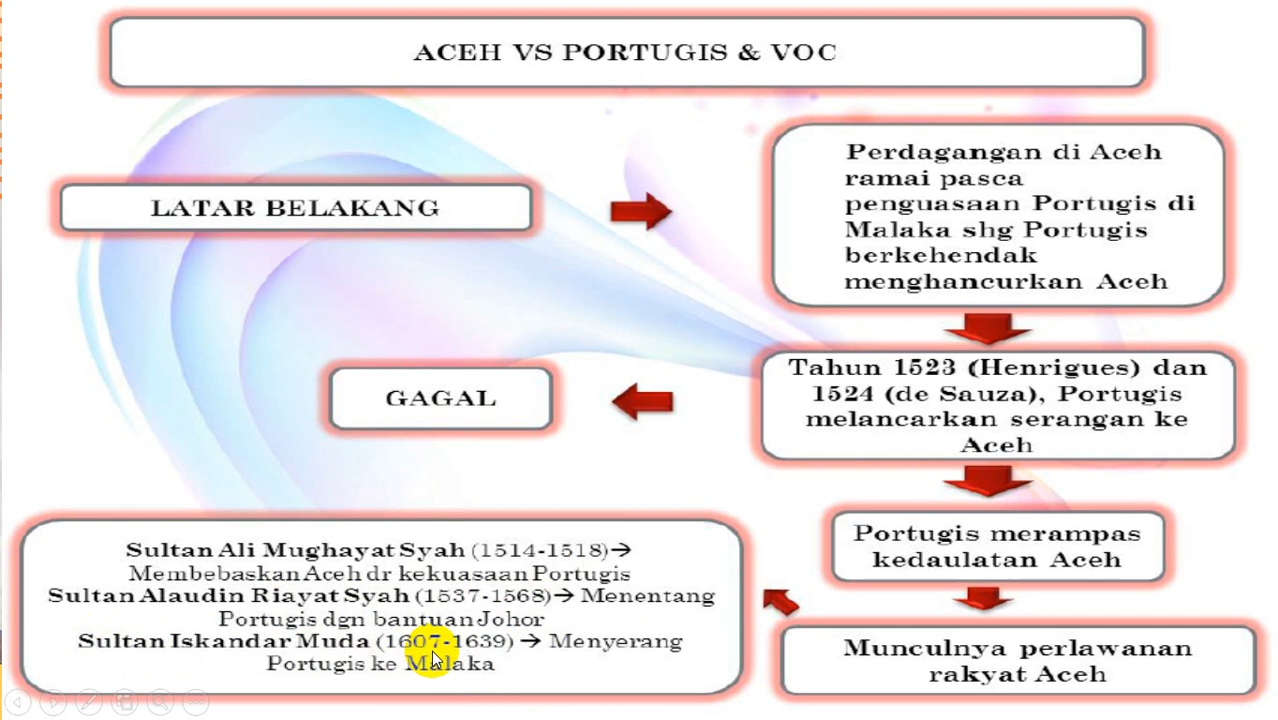 ACEH VS PORTUGIS & VOC
LATAR BELAKANG
Perdagangan di Aceh
ramai pasca
penguasaan Portugis di
Malaka shg Portugis
berkehendak
menghancurkan Aceh
Tahun 1523 (Henrigues) dan
1524 (de Sauza), Portugis
melancarkan serangan ke
Aceh
GAGAL
Portugis merampas
kedaulatan Aceh
Munculnya perlawanan
rakyat Aceh
Sultan Ali Mughayat Syah (1514-1518)→
Membebaskan Aceh dr kekuasaan Portugis
Sultan Alaudin Riayat Syah (1537-1568)→ Menentang
Portugis dgn bantuan Johor
Sultan Iskandar Muda (1607-1639) → Menyerang
Portugis ke Malaka